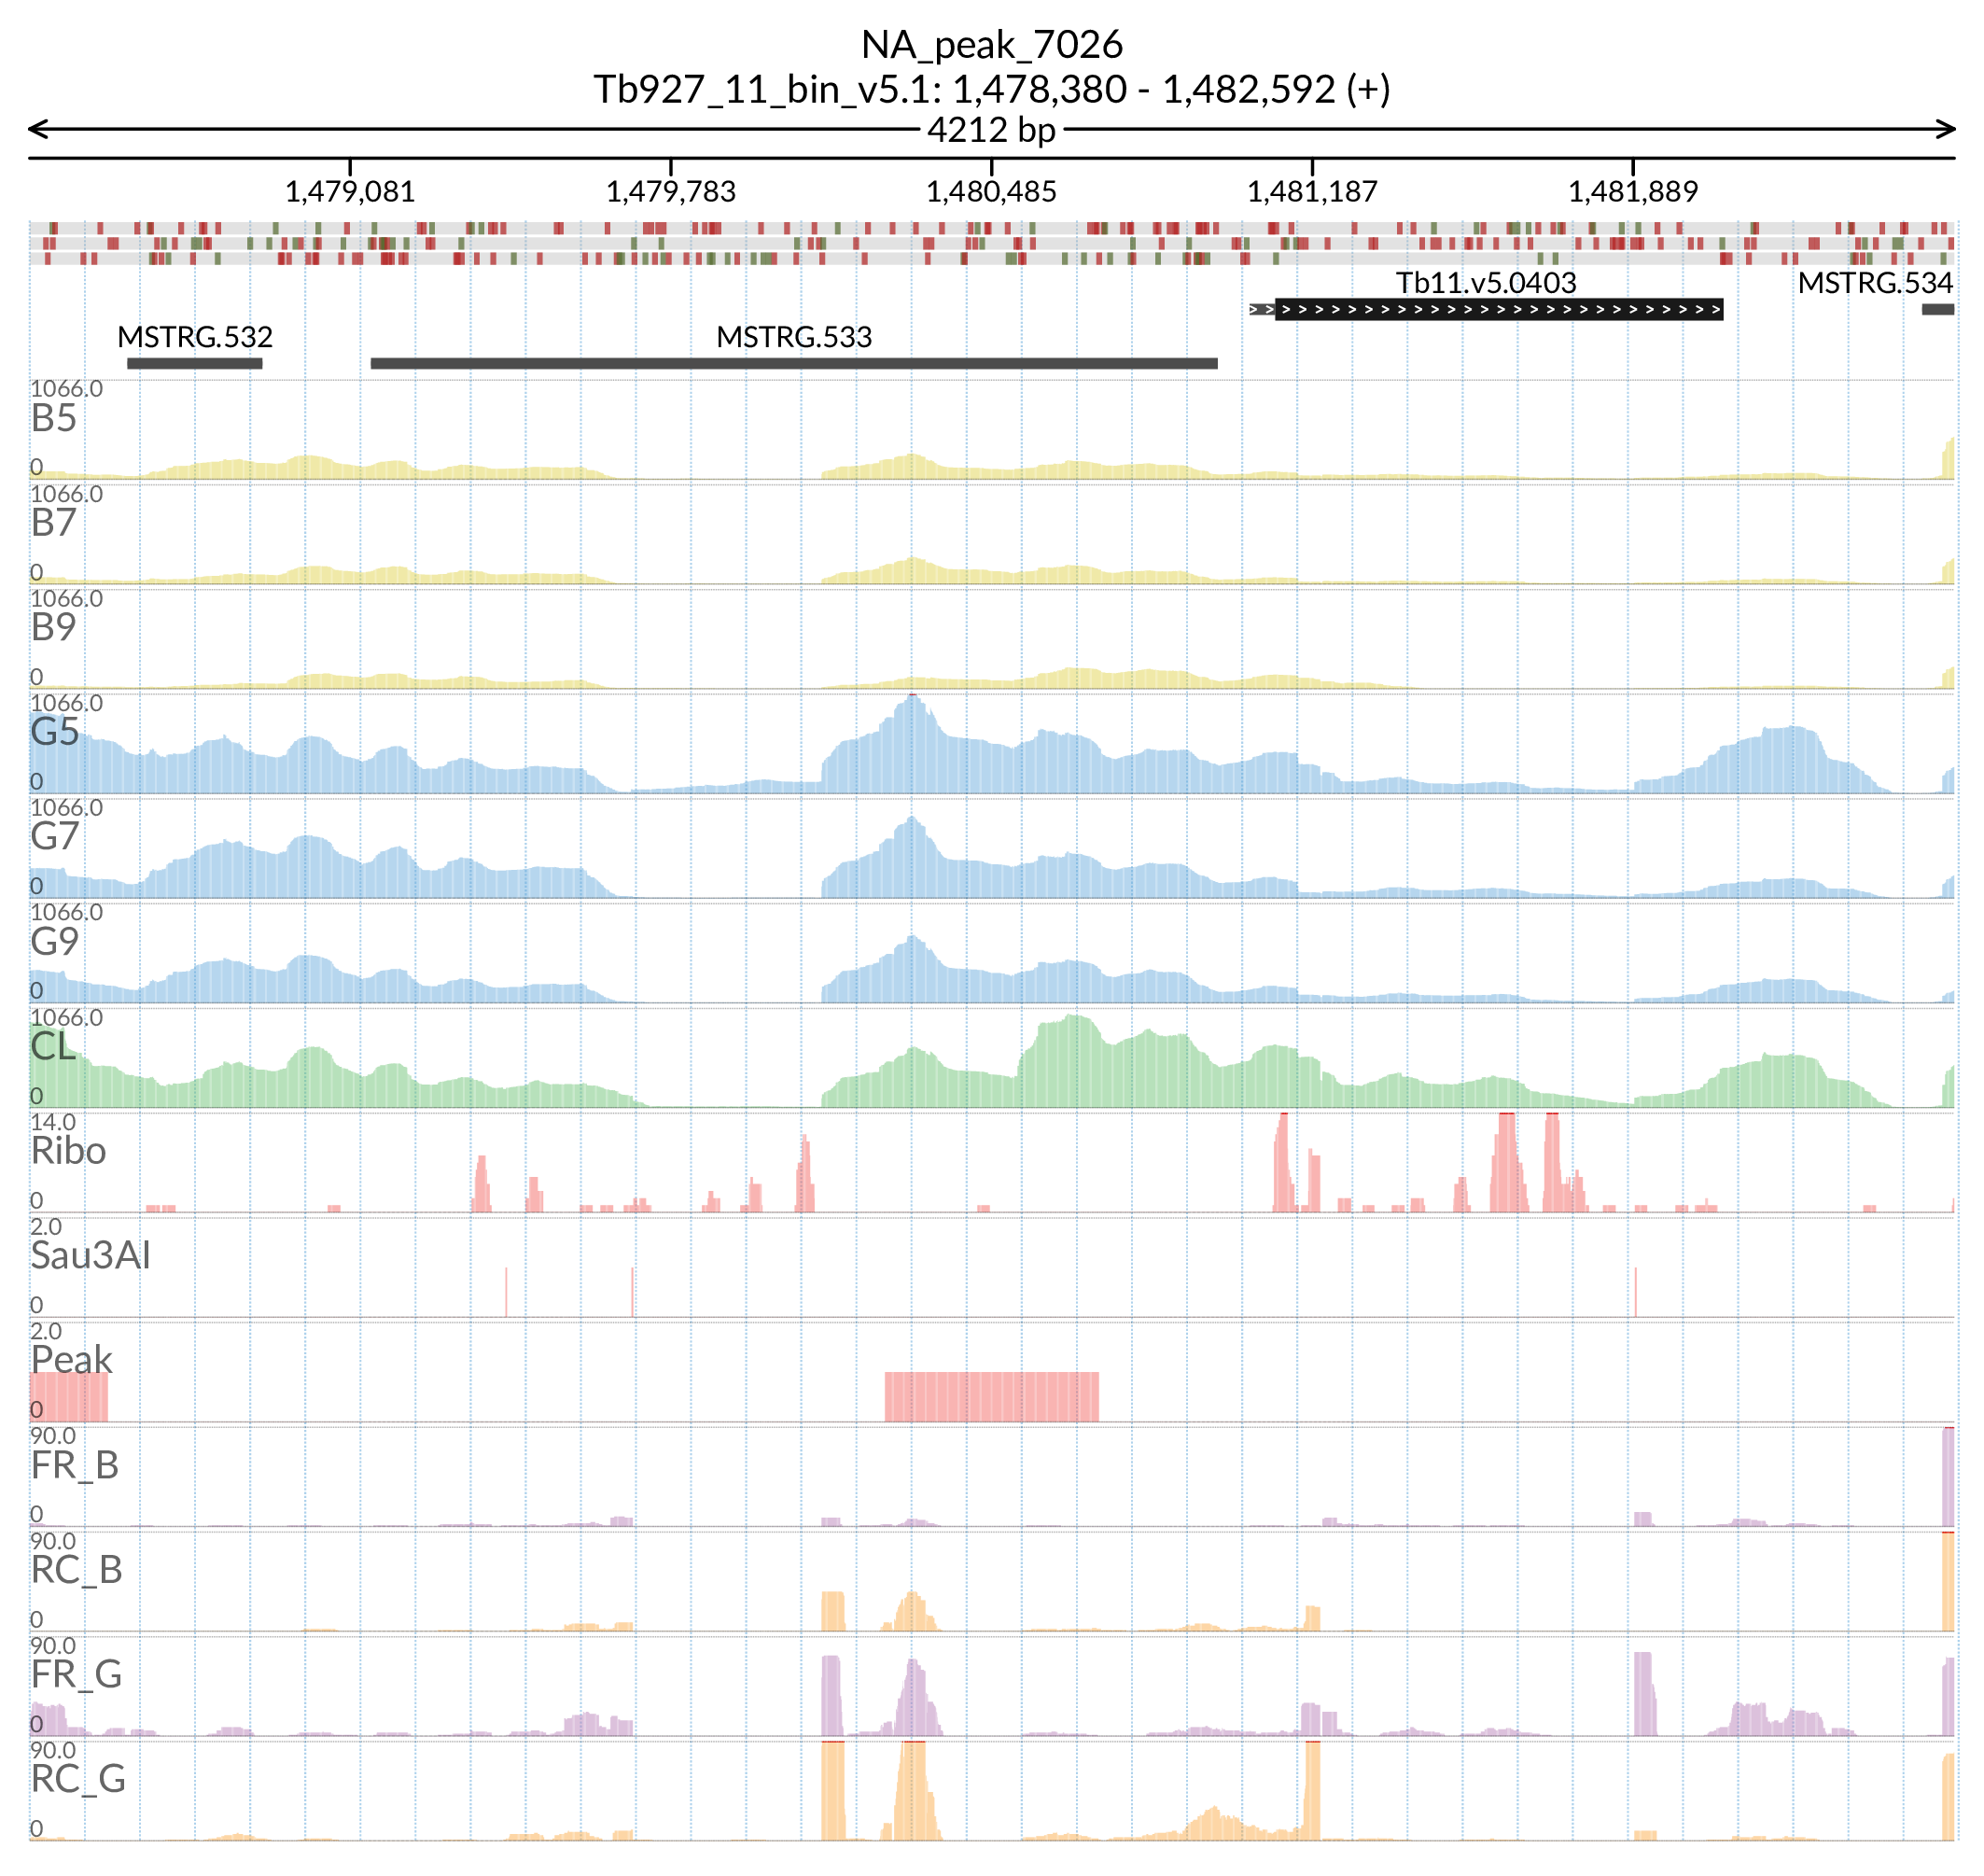 NA_peak_7026
Tb927_11_bin_v5.1: 1,478,380 - 1,482,592 (+)
4212 bp
1,479,081 1,479,783 1,480,485 1,481,187 1,481,889
Tb11.v5.0403 MSTRG.534
MSTRG.532 MSTRG.533
1066.0
B5
0
1066.0
B7
0
1066.0
B9
0
1066.0
G5
0
1066.0
G7
0
1066.0
G9
0
1066.0
CL
0
14.0
Ribo
0
2.0
Sau3AI
0
2.0
Peak
0
90.0
FR_B
0
90.0
RC_B
0
90.0
FR_G
0
90.0
RC_G
0